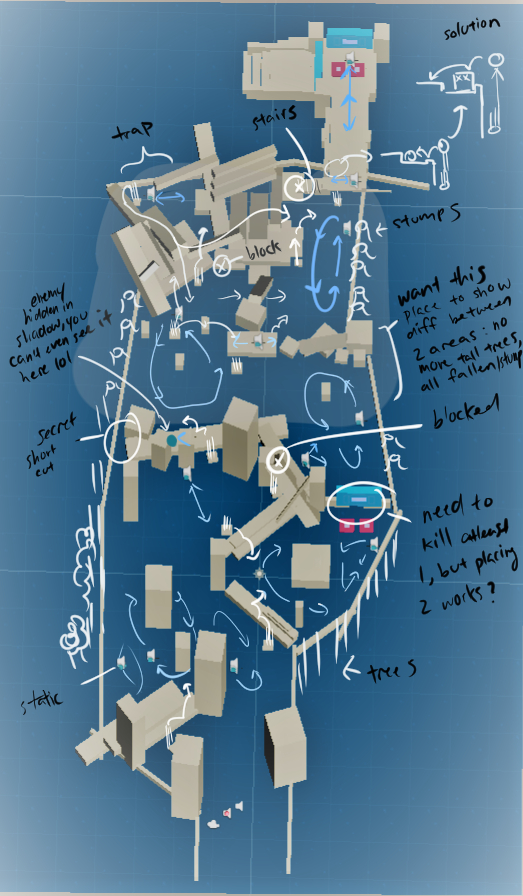 solution
xx
stairs
trap
stumps
block
x
x
want this
place to show
diff between
2 areas: no
more tall trees,
all fallen/stump
enemy
hidden in
shadow, you
can't even see it
here lol
secret
short
cut
blocked
x
need to
kill atleast
1, but placing
2 works?
trees
static